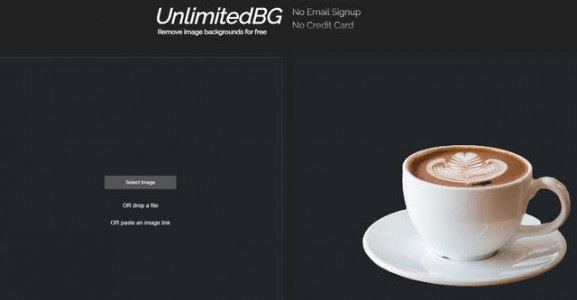 UnlimitedBG
Remove image backgrounds for free
No Email Signup
No Credit Card
Select Image
OR drop a file
OR paste an image link